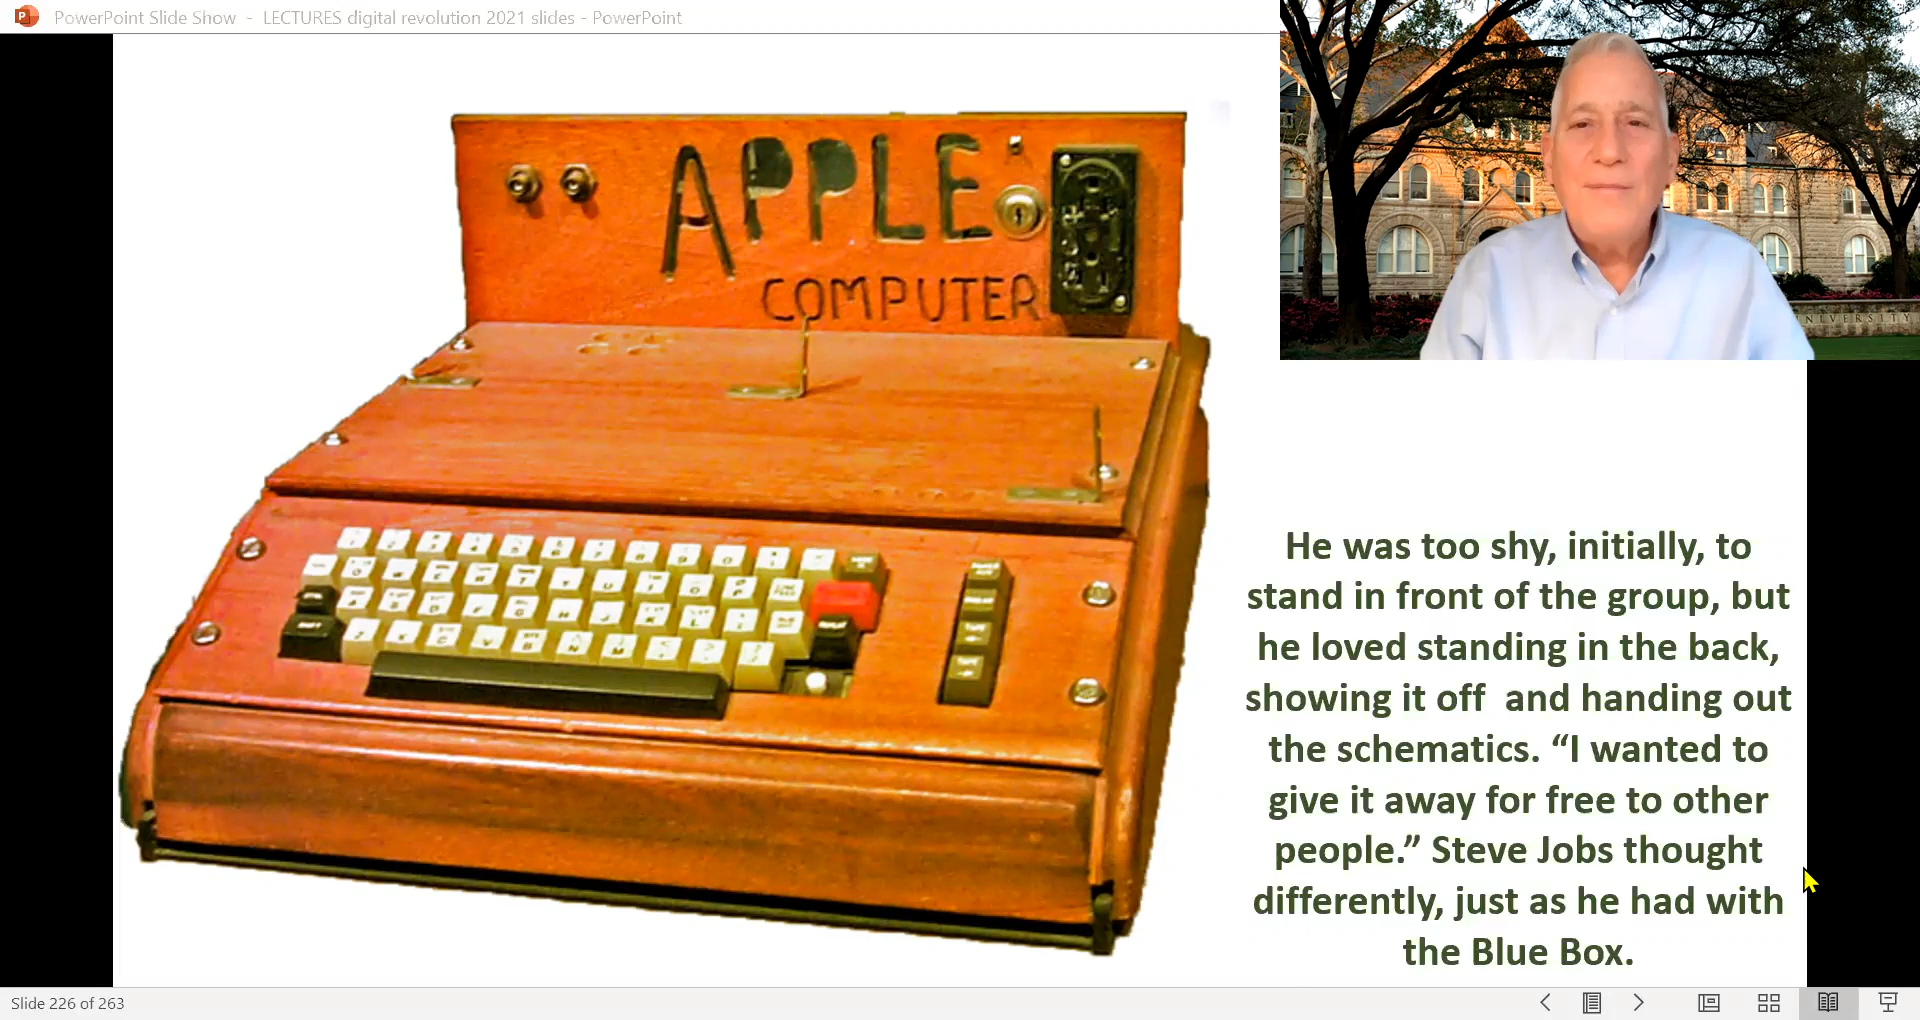 PowerPoint Slide Show - LECTURES digital revolution 2021 slides - PowerPoint
APPLE
COMPUTER
NIVERSITY
He was too shy, initially, to
stand in front of the group, but
he loved standing in the back,
showing it off  and handing out
the schematics. “I wanted to
give it away for free to other
people.” Steve Jobs thought
differently, just as he had with
the Blue Box.
Slide 226 of 263